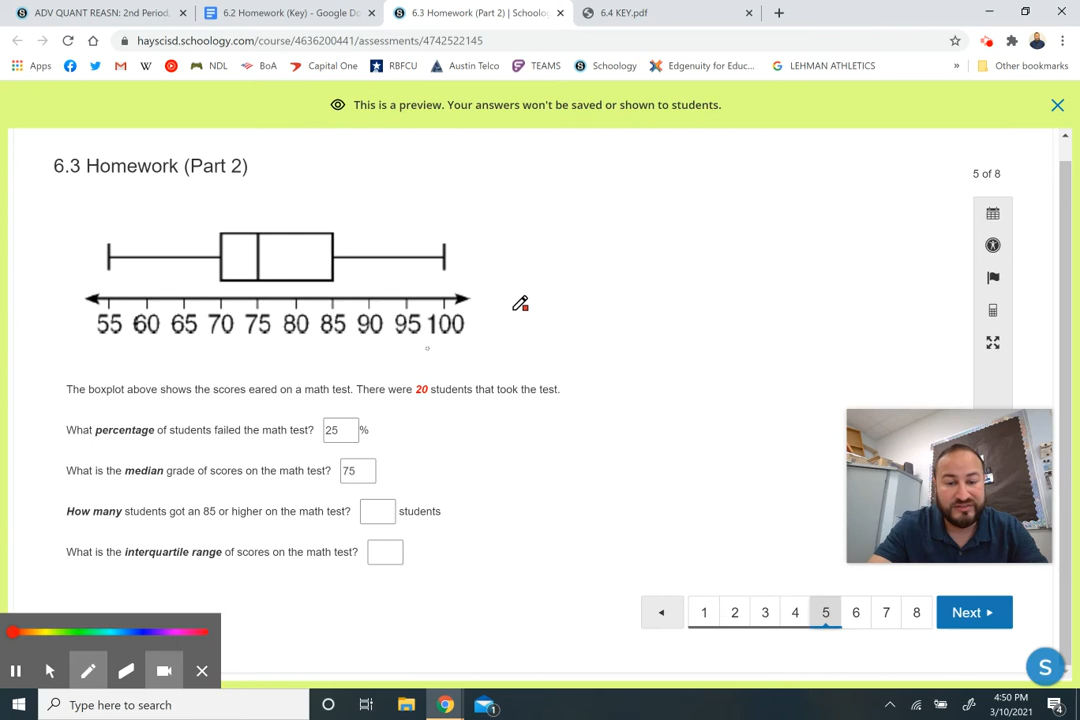 ADV QUANT REASN: 2nd Period,
6.2 Homework (Key) - Google Do
6.3 Homework (Part 2) | Schoolog
6.4 KEY.pdf
hayscisd.schoology.com/course/4636200441/assessments/4742522145
Apps
NDL
BoA
Capital One
RBFCU
Austin Telco
TEAMS
Schoology
Edgenuity for Educ...
LEHMAN ATHLETICS
»
Other bookmarks
This is a preview. Your answers won't be saved or shown to students.
6.3 Homework (Part 2)
5 of 8
55 60 65 70 75 80 85 90 95 100
The boxplot above shows the scores eared on a math test. There were 20 students that took the test.
What percentage of students failed the math test? 25 %
What is the median grade of scores on the math test? 75
How many students got an 85 or higher on the math test? students
What is the interquartile range of scores on the math test?
1 2 3 4 5 6 7 8 Next
S
Type here to search
1
4:50 PM
3/10/2021
4